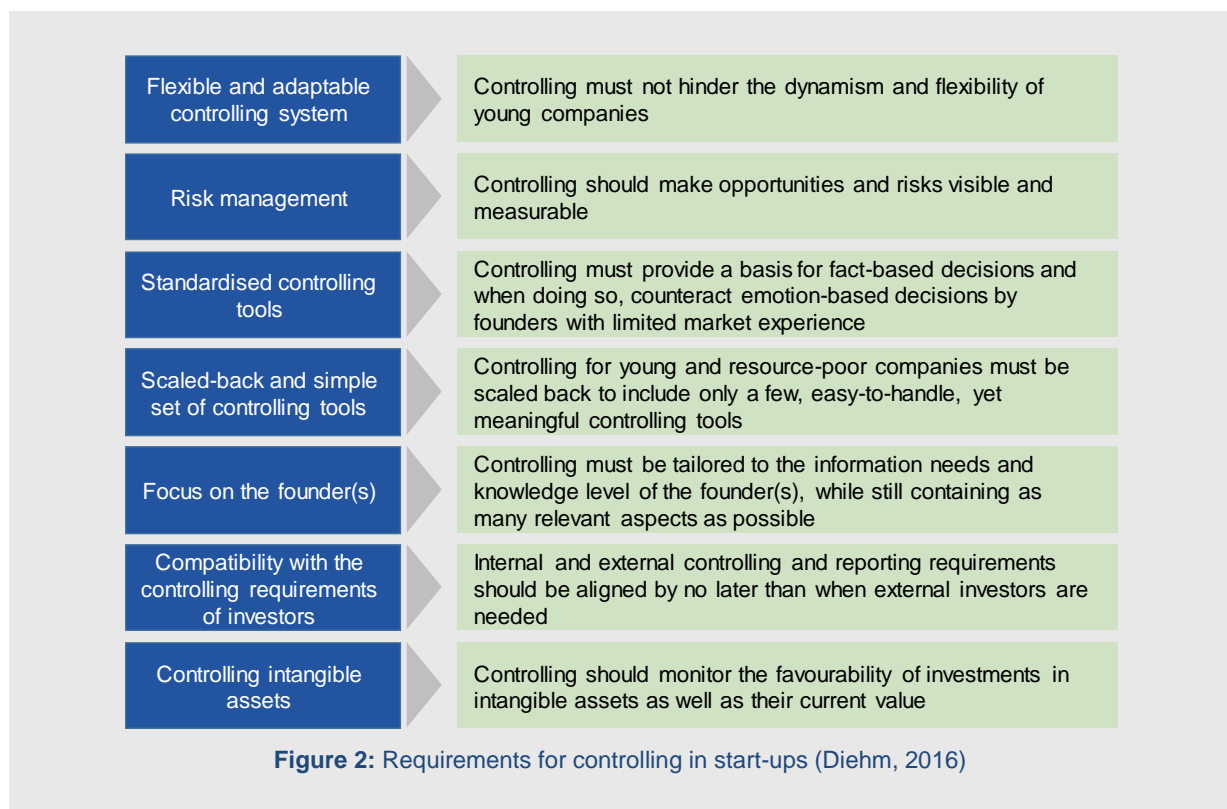 Flexible and adaptable
controlling system
Controlling must not hinder the dynamism and flexibility of
young companies
Risk management
Controlling should make opportunities and risks visible and
measurable
Standardised controlling
tools
Controlling must provide a basis for fact-based decisions and
when doing so, counteract emotion-based decisions by
founders with limited market experience
Scaled-back and simple
set of controlling tools
Controlling for young and resource-poor companies must be
scaled back to include only a few, easy-to-handle, yet
meaningful controlling tools
Focus on the founder(s)
Controlling must be tailored to the information needs and
knowledge level of the founder(s), while still containing as
many relevant aspects as possible
Compatibility with the
controlling requirements
of investors
Internal and external controlling and reporting requirements
should be aligned by no later than when external investors are
needed
Controlling intangible
assets
Controlling should monitor the favourability of investments in
intangible assets as well as their current value
Figure 2: Requirements for controlling in start-ups (Diehm, 2016)